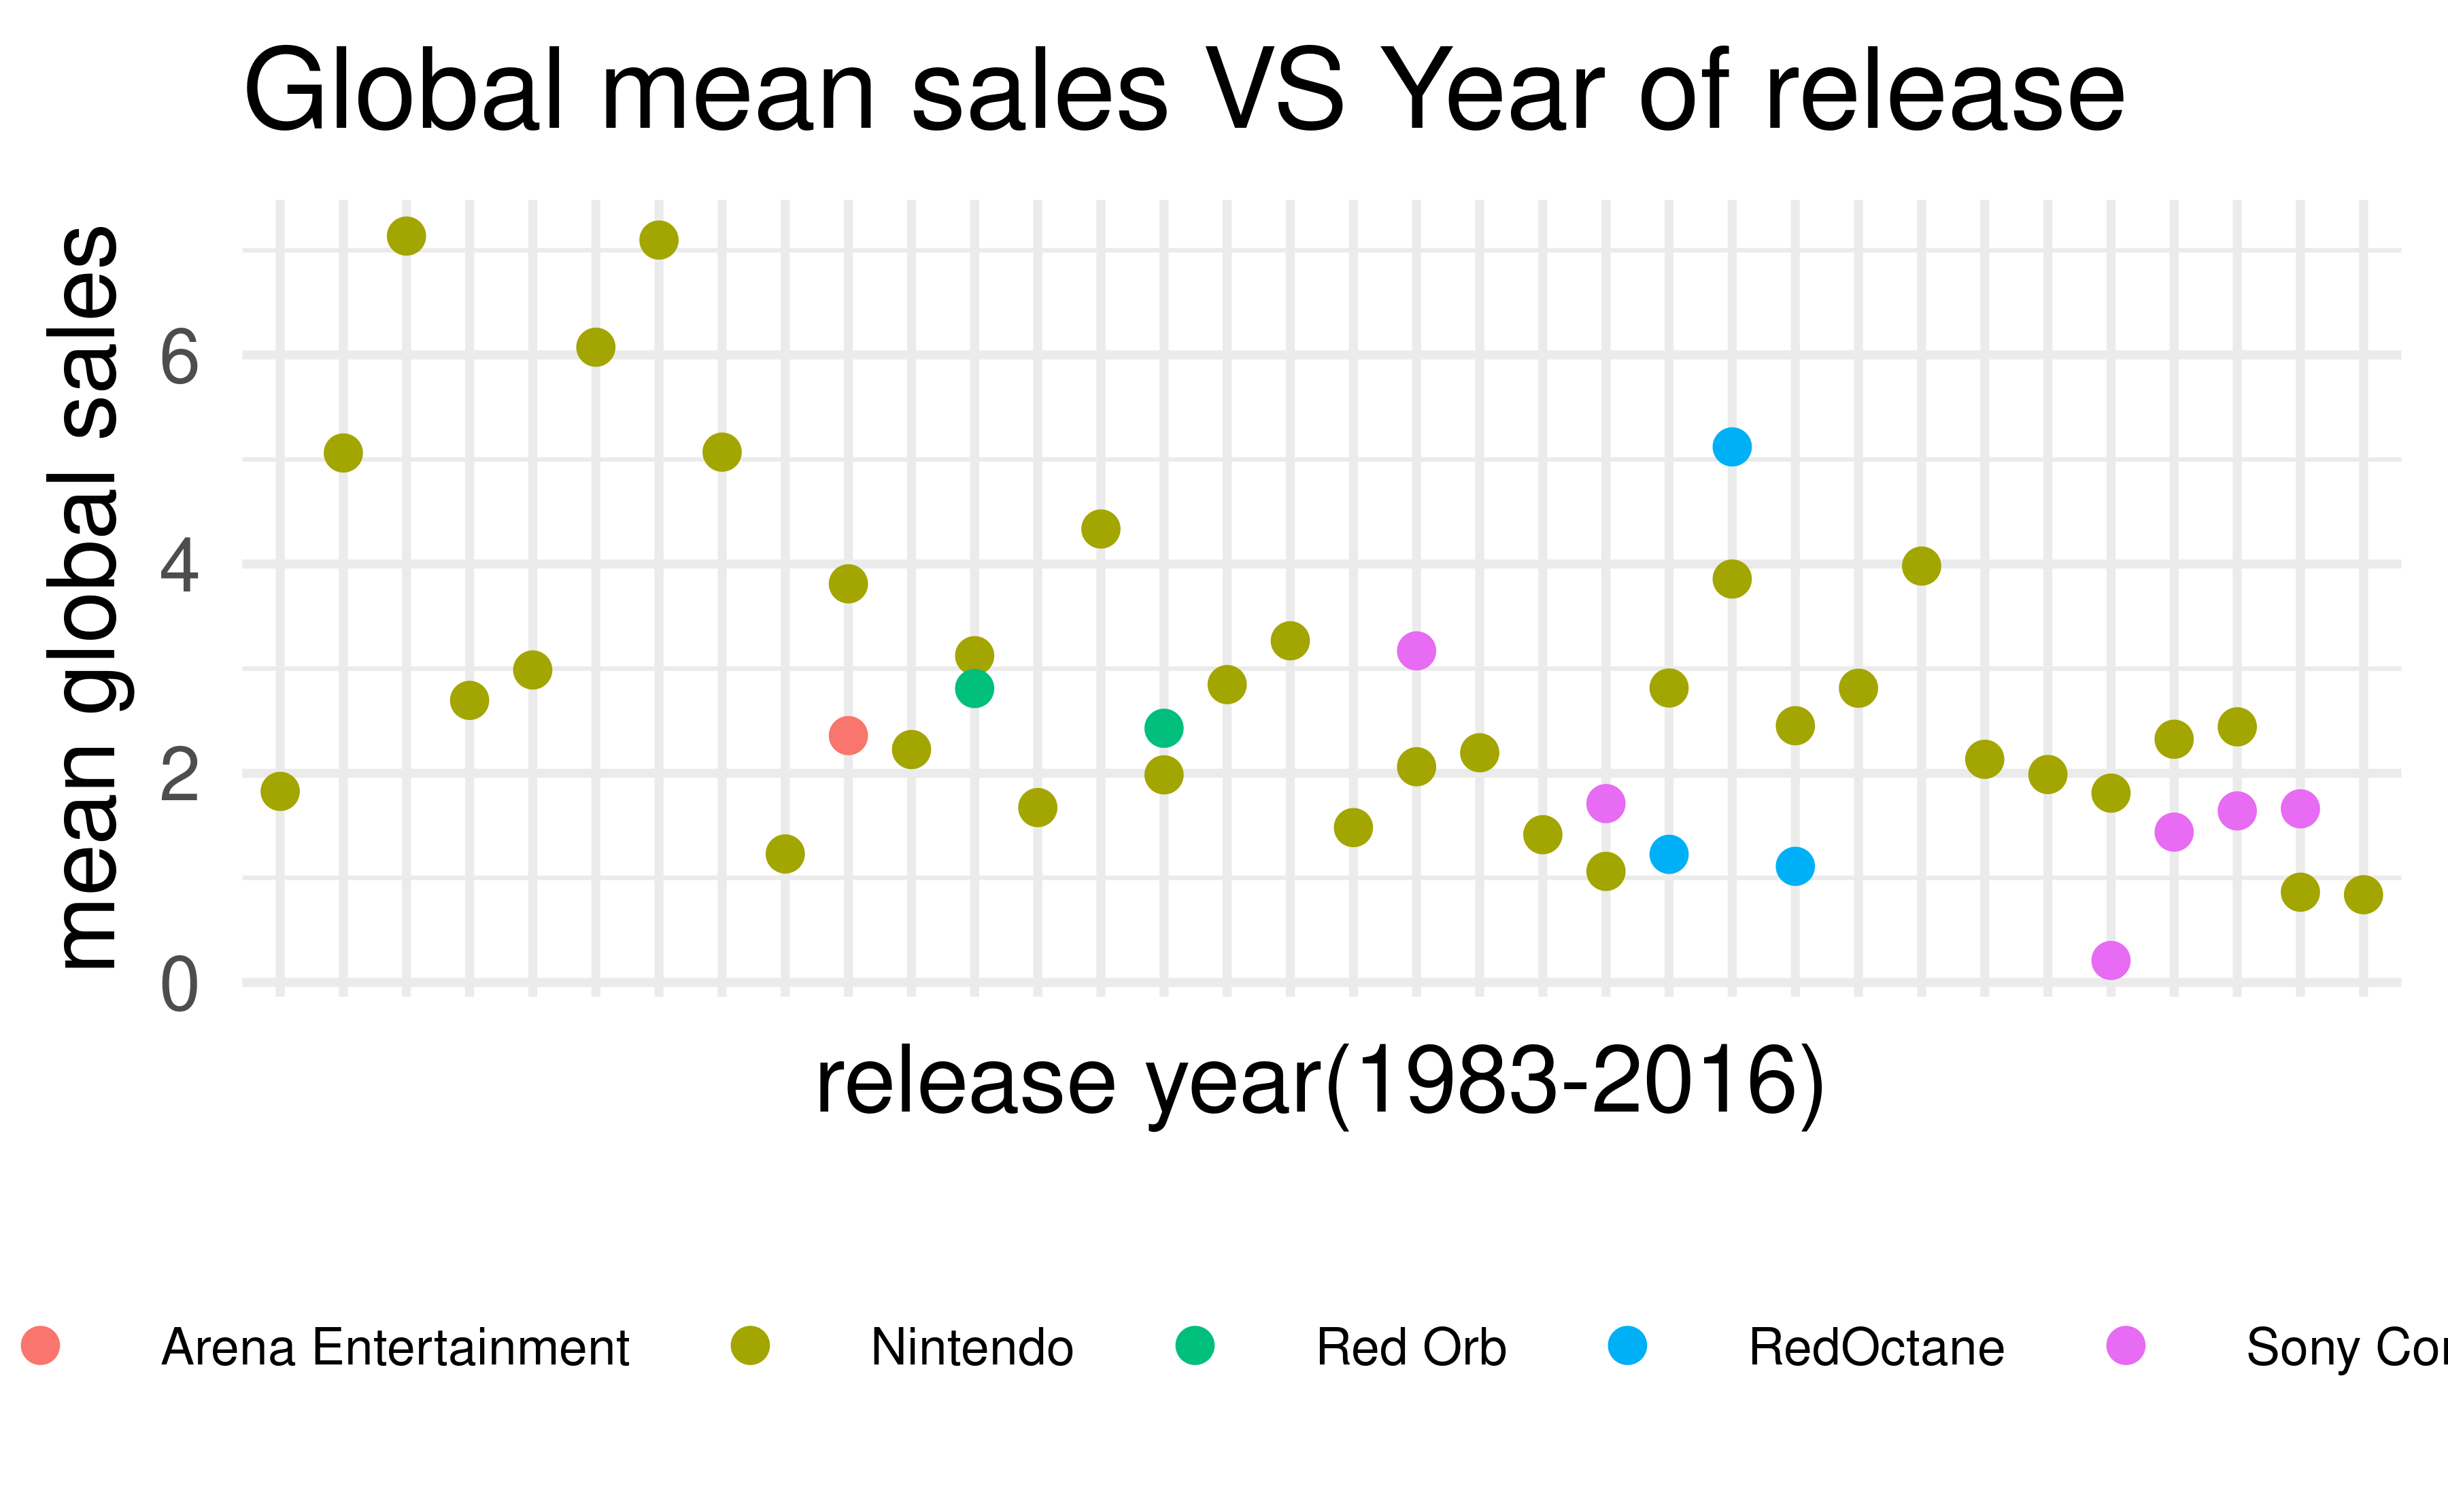 Global mean sales VS Year of release
mean global sales
6
4
2
0
release year(1983-2016)
Arena Entertainment Nintendo Red Orb RedOctane Sony